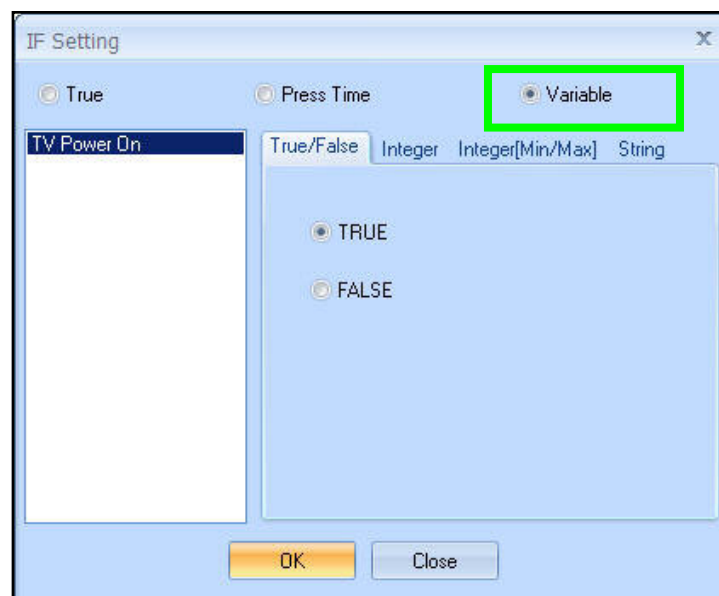 IF Setting x
True Press Time Variable
TV Power On
True/False Integer Integer[Min/Max] String
TRUE
FALSE
OK Close